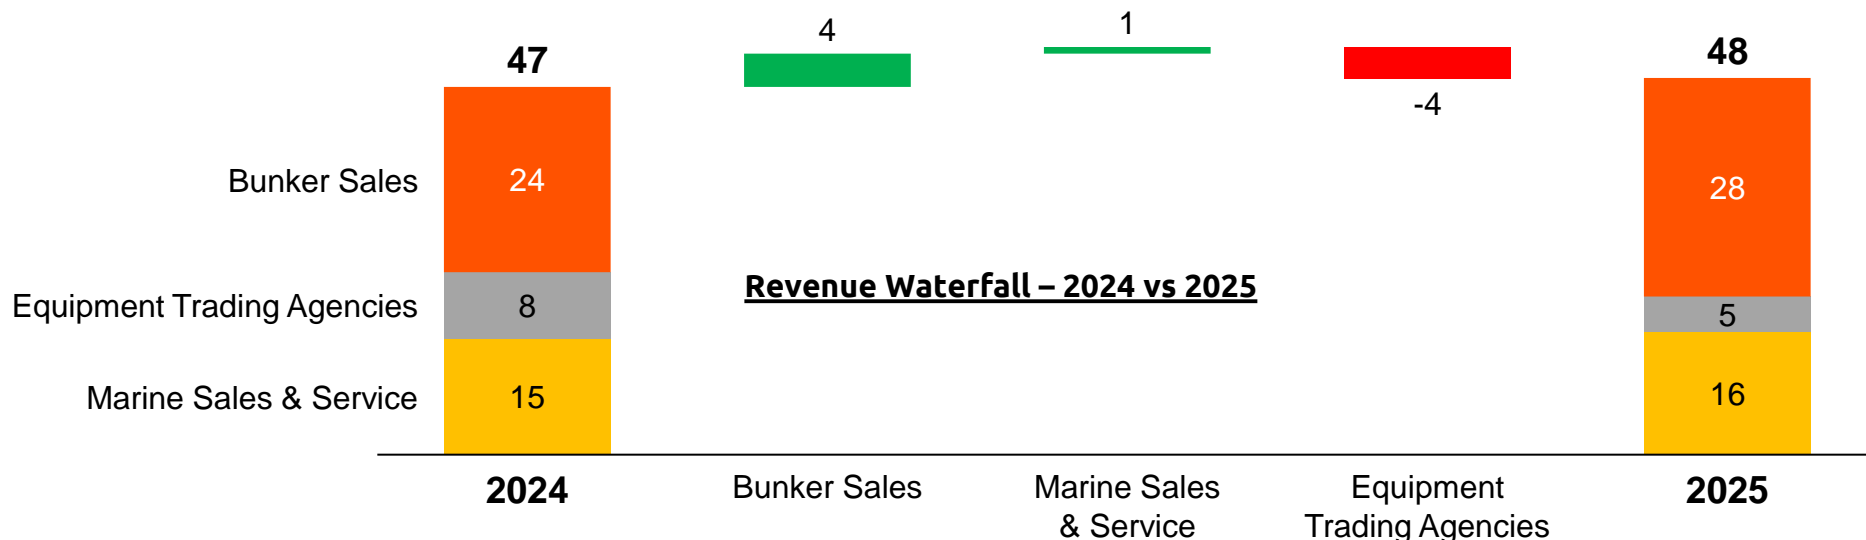 47
4
1
-4
48
Bunker Sales
24
28
Equipment Trading Agencies
8
Revenue Waterfall – 2024 vs 2025
5
Marine Sales & Service
15
16
2024
Bunker Sales
Marine Sales
& Service
Equipment
Trading Agencies
2025